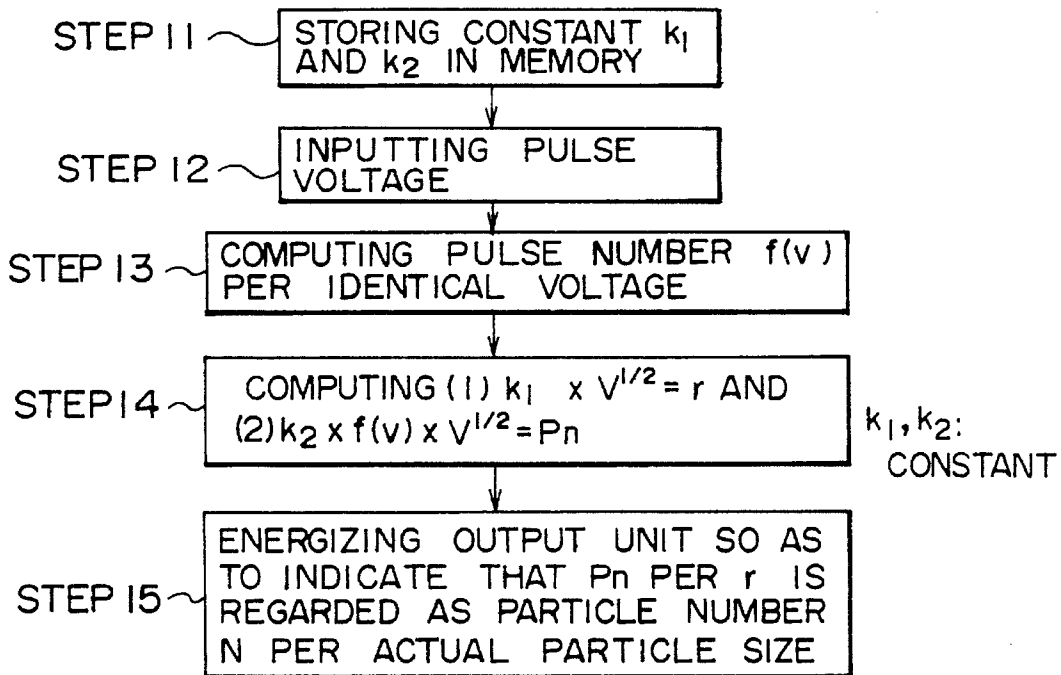 STEP 11
STORING CONSTANT k₁
AND k₂ IN MEMORY
STEP 12
INPUTTING PULSE
VOLTAGE
STEP 13
COMPUTING PULSE NUMBER f(v)
PER IDENTICAL VOLTAGE
STEP 14
COMPUTING (1) k₁ x V^1/2 = r AND
(2) k₂ x f(v) x V^1/2 = Pn
k₁, k₂:
CONSTANT
STEP 15
ENERGIZING OUTPUT UNIT SO AS
TO INDICATE THAT Pn PER r IS
REGARDED AS PARTICLE NUMBER
N PER ACTUAL PARTICLE SIZE